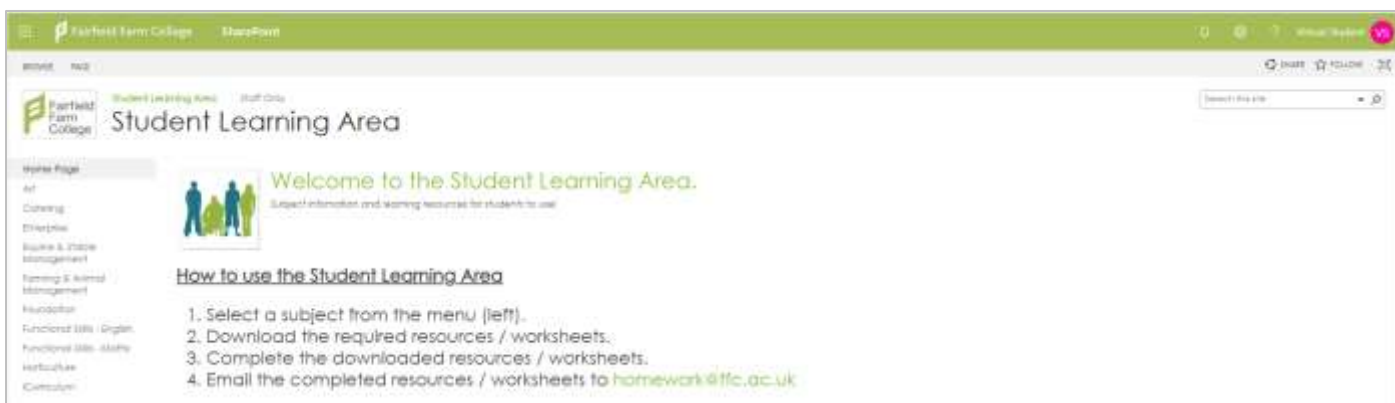 Fairfield Farm College SharePoint
Virtual Student VS
BROWSE PAGE
SHARE FOLLOW
Student Learning Area Staff Only
Fairfield
Farm
College
Student Learning Area
Search this site
Home Page
Art
Catering
Enterprise
Equine & Stable
Management
Farming & Animal
Management
Foundation
Functional Skills - English
Functional Skills - Maths
Horticulture
iCurriculum
Welcome to the Student Learning Area.
Subject information and learning resources for students to use!
How to use the Student Learning Area
1. Select a subject from the menu (left).
2. Download the required resources / worksheets.
3. Complete the downloaded resources / worksheets.
4. Email the completed resources / worksheets to homework@ffc.ac.uk